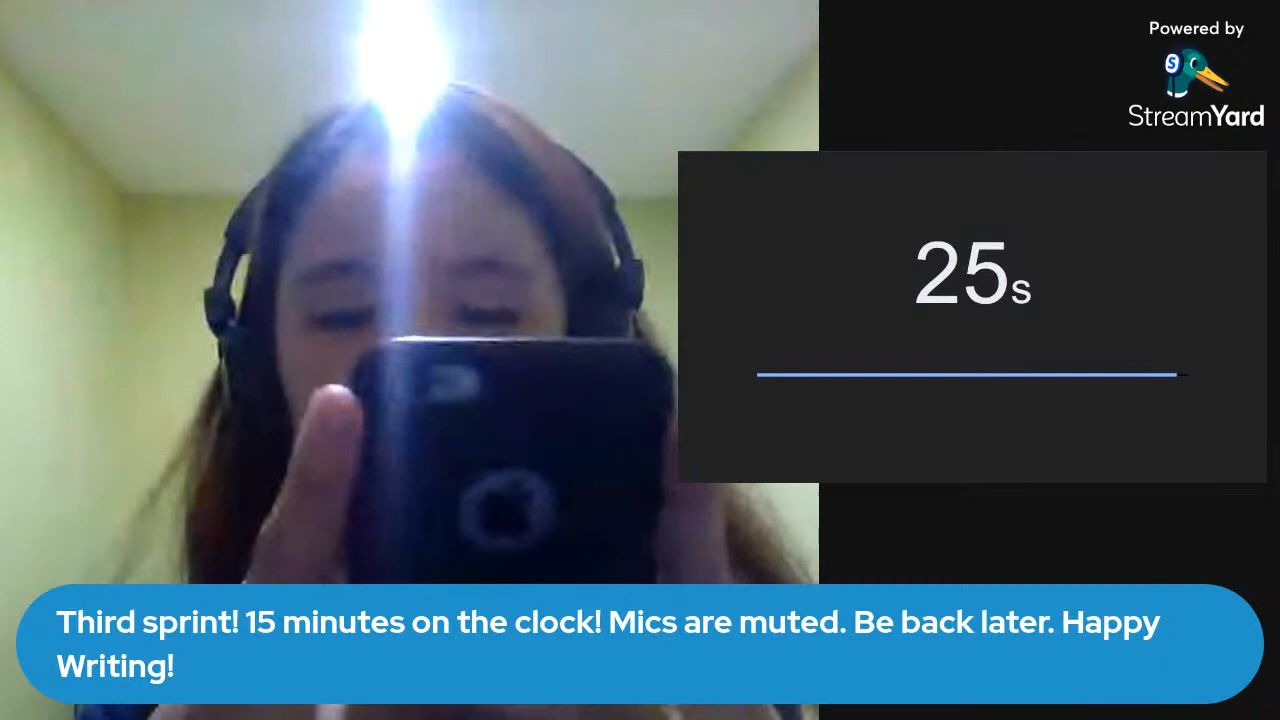 Powered by
S
StreamYard
25s
Third sprint! 15 minutes on the clock! Mics are muted. Be back later. Happy
Writing!